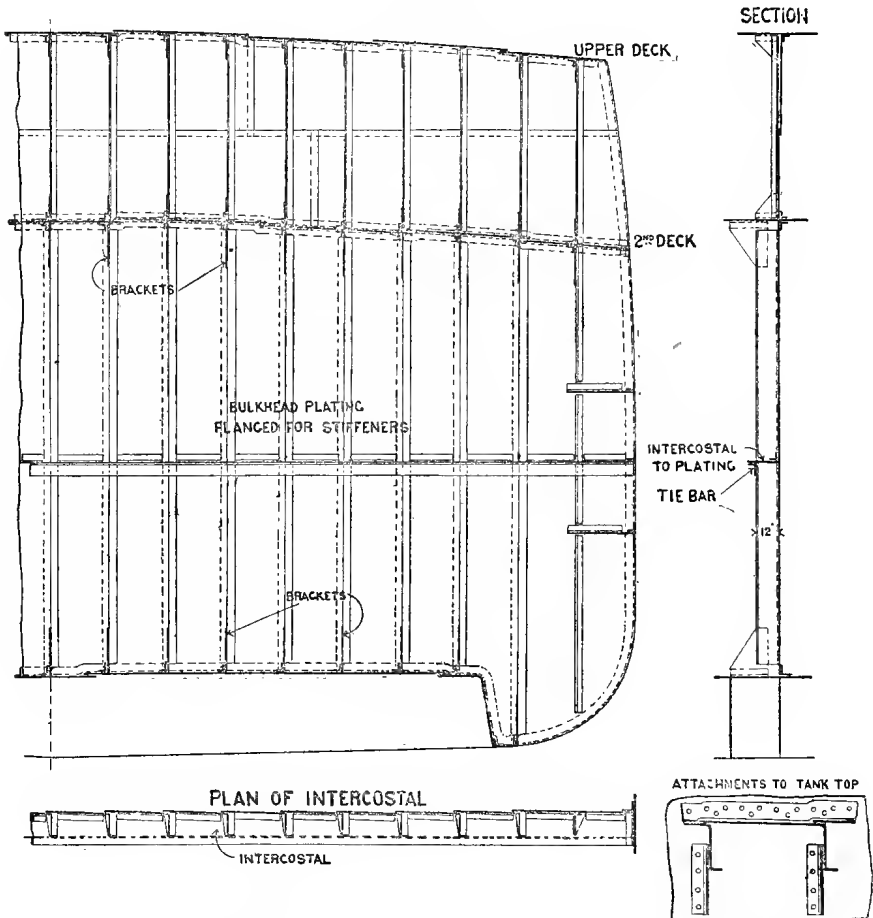 SECTION
UPPER DECK
2ND DECK
BRACKETS
BULKHEAD PLATING
FLANGED FOR STIFFENERS
INTERCOSTAL
TO PLATING
TIE BAR
12"
BRACKETS
PLAN OF INTERCOSTAL
INTERCOSTAL
ATTACHMENTS TO TANK TOP